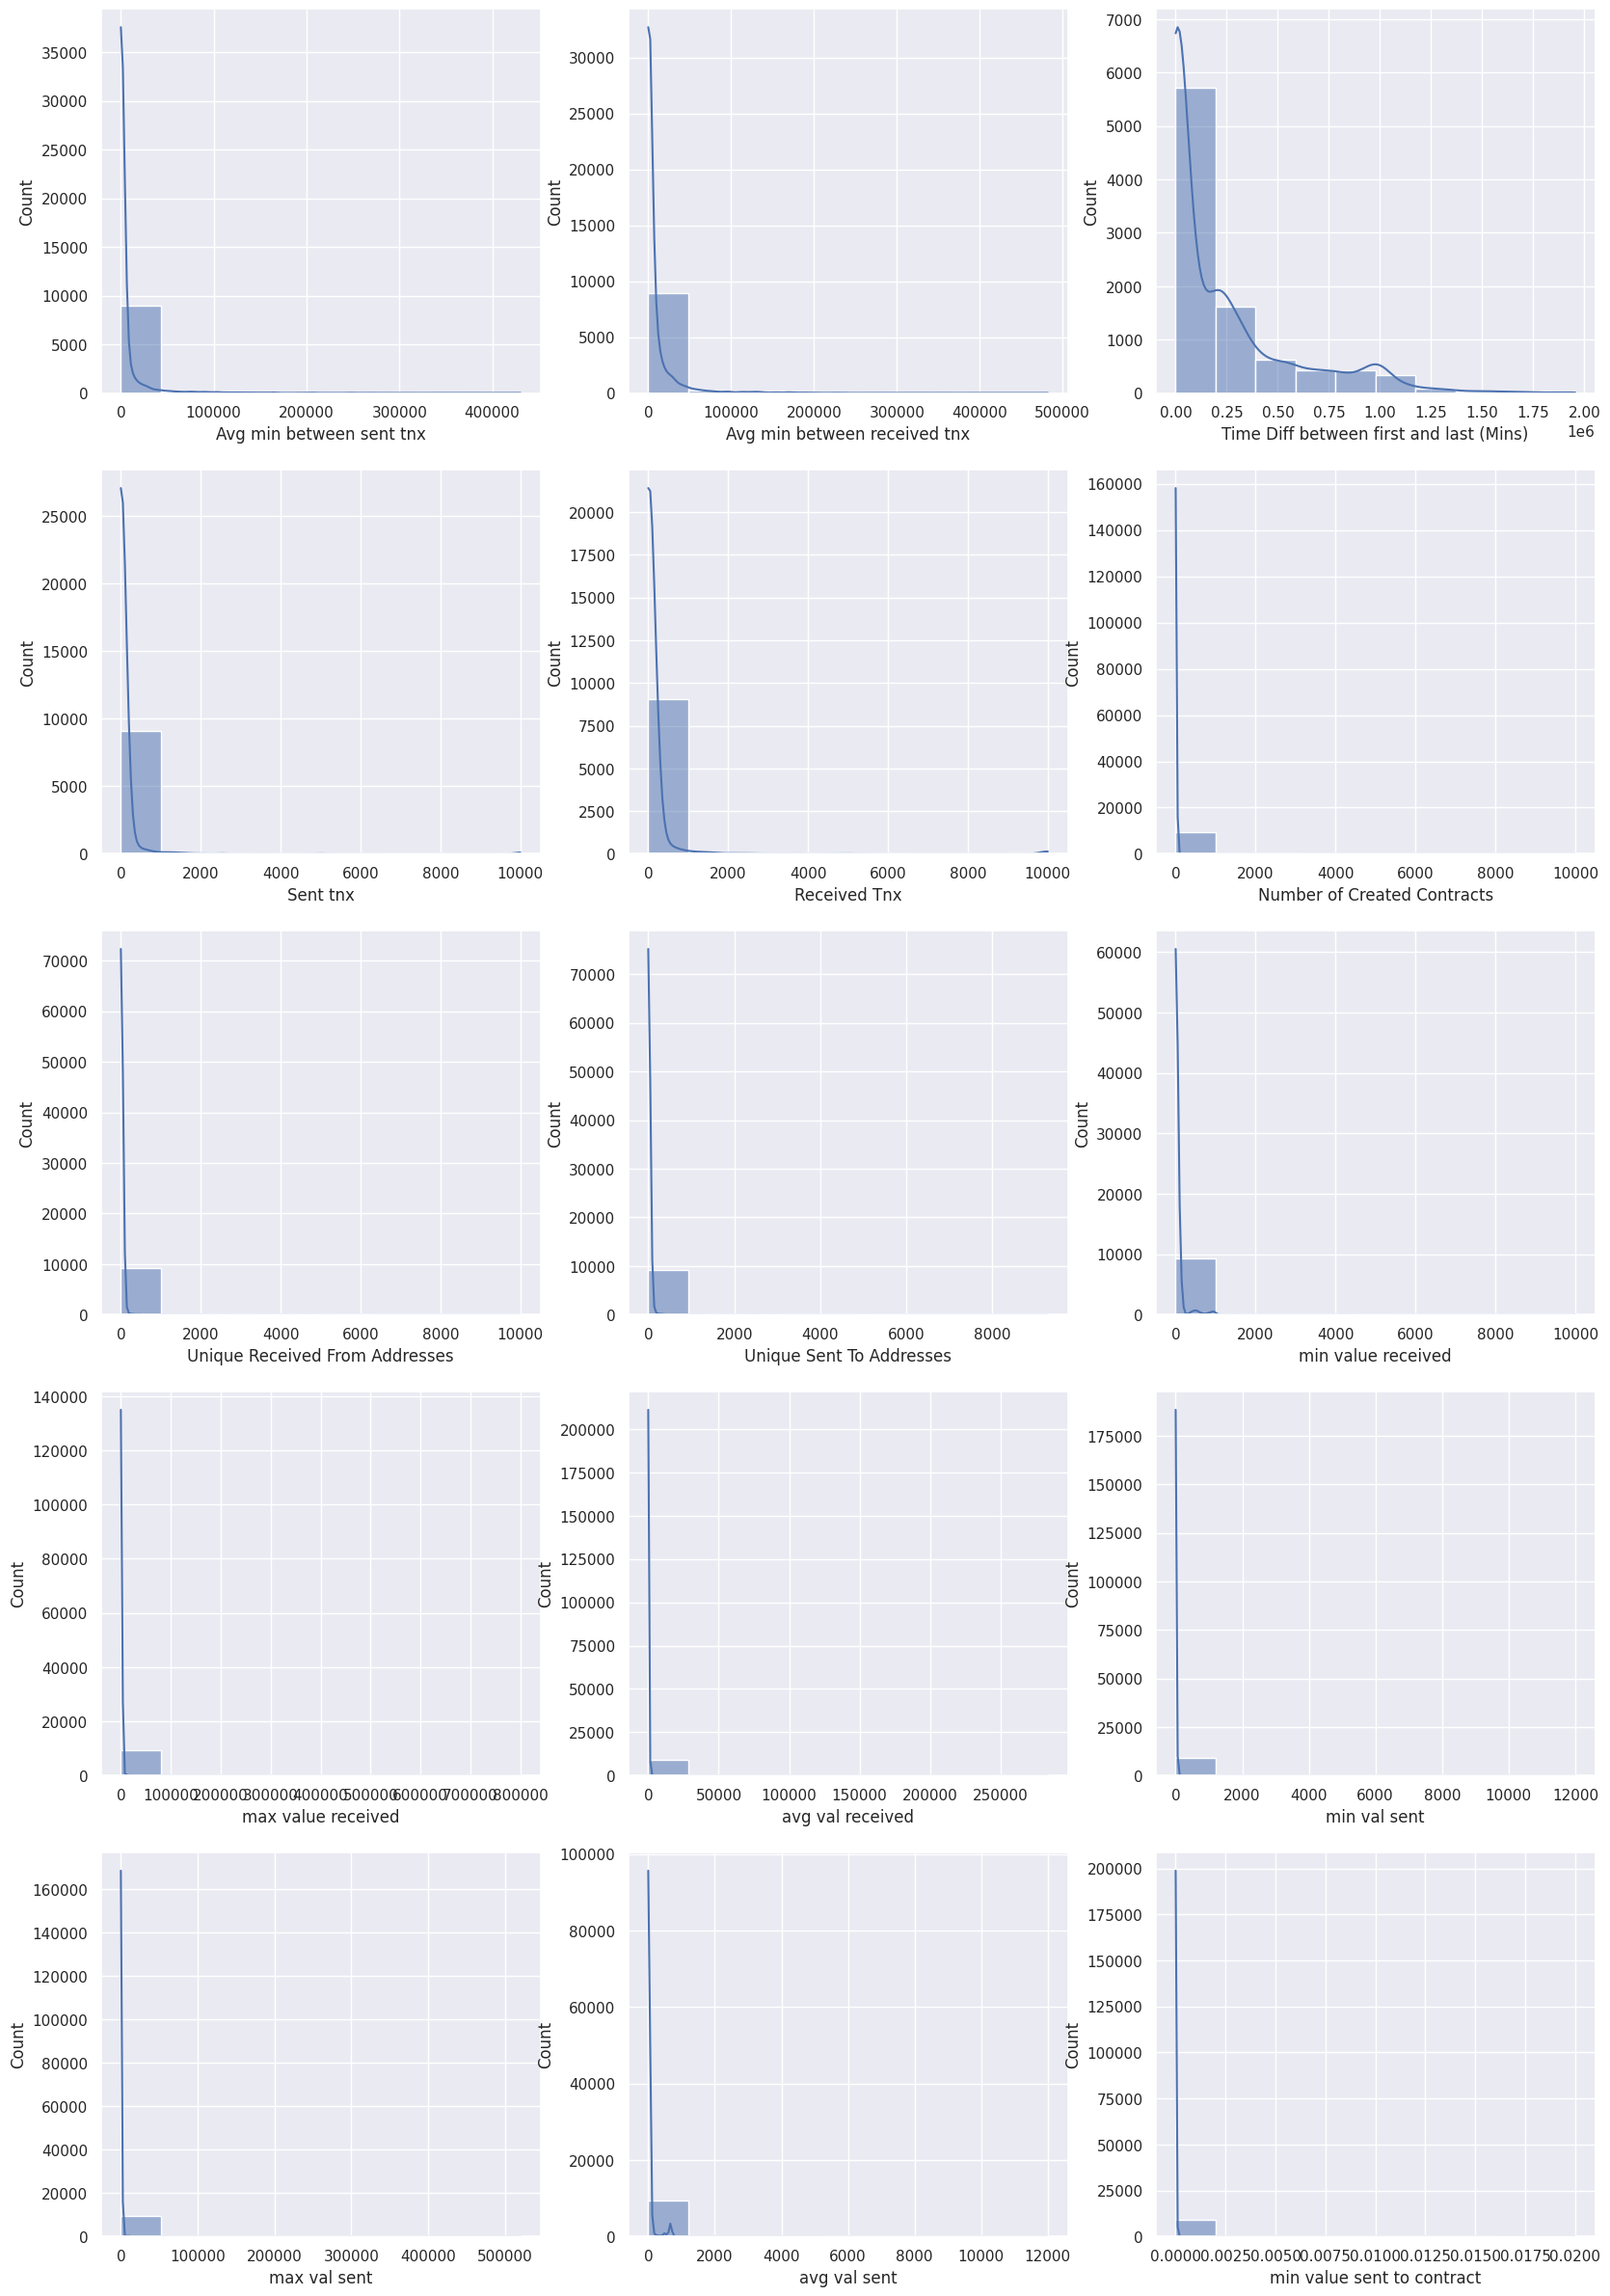 35000
30000
25000
20000
15000
10000
5000
0
Count
0 100000 200000 300000 400000
Avg min between sent tnx
30000
25000
20000
15000
10000
5000
0
Count
0 100000 200000 300000 400000 500000
Avg min between received tnx
7000
6000
5000
4000
3000
2000
1000
0
Count
0.00 0.25 0.50 0.75 1.00 1.25 1.50 1.75 2.00
1e6
Time Diff between first and last (Mins)
25000
20000
15000
10000
5000
0
Count
0 2000 4000 6000 8000 10000
Sent tnx
20000
17500
15000
12500
10000
7500
5000
2500
0
Count
0 2000 4000 6000 8000 10000
Received Tnx
160000
140000
120000
100000
80000
60000
40000
20000
0
Count
0 2000 4000 6000 8000 10000
Number of Created Contracts
70000
60000
50000
40000
30000
20000
10000
0
Count
0 2000 4000 6000 8000 10000
Unique Received From Addresses
70000
60000
50000
40000
30000
20000
10000
0
Count
0 2000 4000 6000 8000
Unique Sent To Addresses
60000
50000
40000
30000
20000
10000
0
Count
0 2000 4000 6000 8000 10000
min value received
140000
120000
100000
80000
60000
40000
20000
0
Count
0 100000 200000 300000 400000 500000 600000 700000 800000
max value received
200000
175000
150000
125000
100000
75000
50000
25000
0
Count
0 50000 100000 150000 200000 250000
avg val received
175000
150000
125000
100000
75000
50000
25000
0
Count
0 2000 4000 6000 8000 10000 12000
min val sent
160000
140000
120000
100000
80000
60000
40000
20000
0
Count
0 100000 200000 300000 400000 500000
max val sent
100000
80000
60000
40000
20000
0
Count
0 2000 4000 6000 8000 10000 12000
avg val sent
200000
175000
150000
125000
100000
75000
50000
25000
0
Count
0.0000 0.0025 0.0050 0.0075 0.0100 0.0125 0.0150 0.0175 0.0200
min value sent to contract